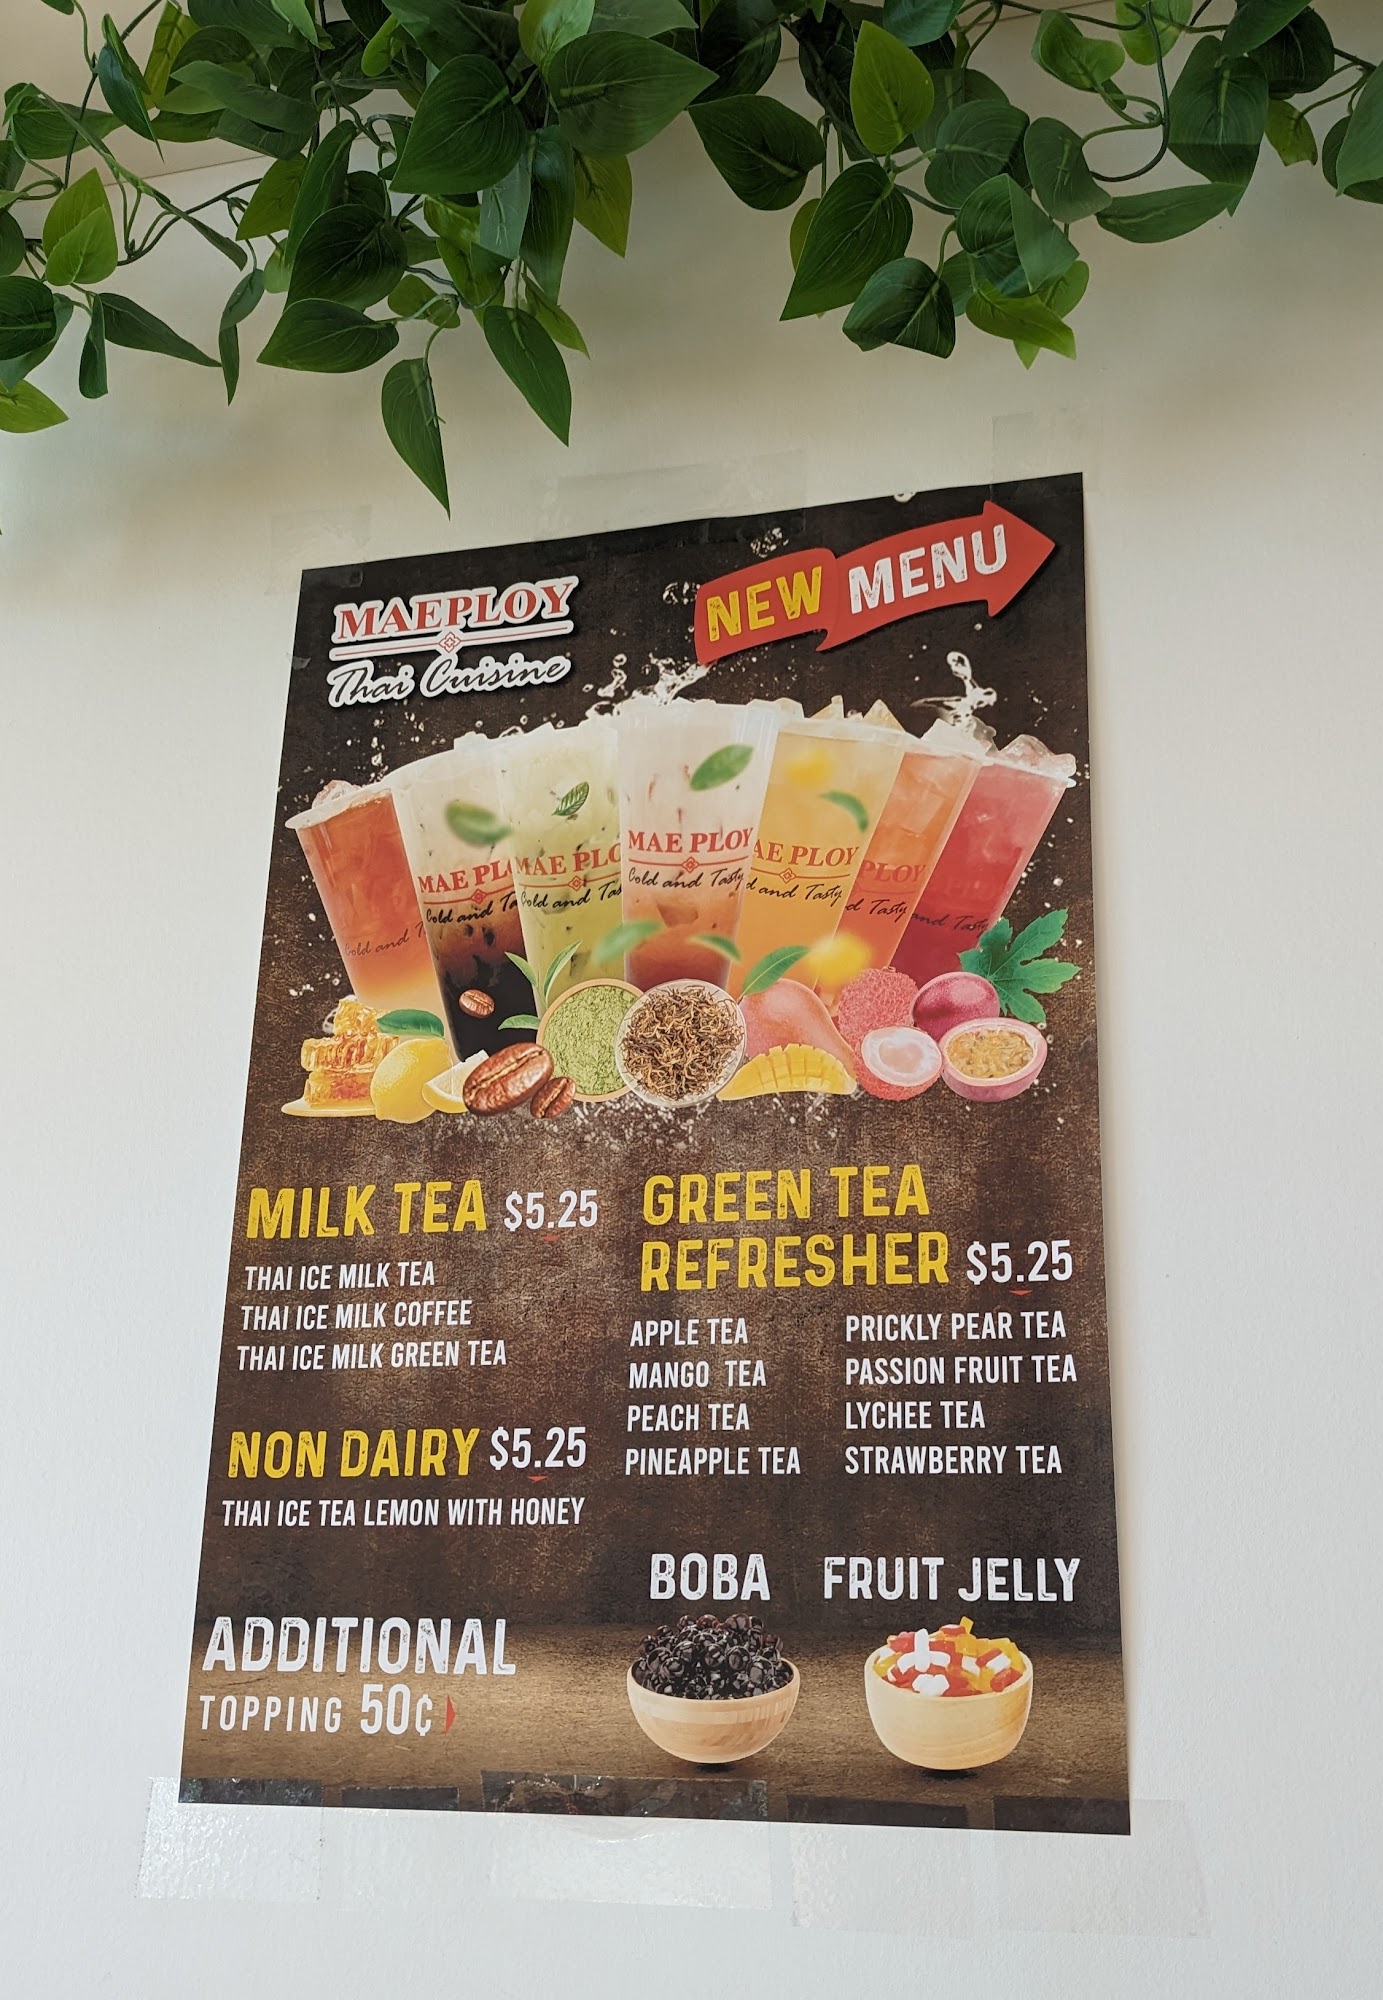 MAEPLOY
Thai Cuisine
NEW MENU
MAE PLOY
Cold and Tasty
MILK TEA $5.25
THAI ICE MILK TEA
THAI ICE MILK COFFEE
THAI ICE MILK GREEN TEA
NON DAIRY $5.25
THAI ICE TEA LEMON WITH HONEY
GREEN TEA
REFRESHER $5.25
APPLE TEA
MANGO TEA
PEACH TEA
PINEAPPLE TEA
PRICKLY PEAR TEA
PASSION FRUIT TEA
LYCHEE TEA
STRAWBERRY TEA
ADDITIONAL
TOPPING 50¢
BOBA
FRUIT JELLY